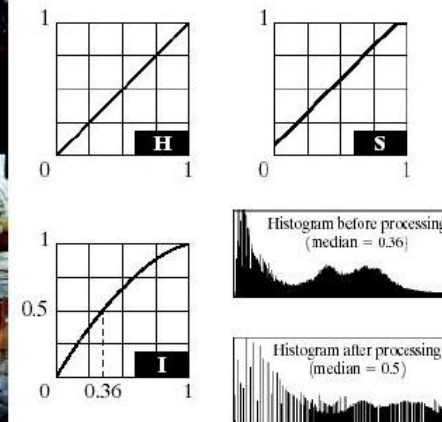 1
H
0
1
1
S
0
1
1
0.5
I
0
0.36
1
Histogram before processing
(median = 0.36)
Histogram after processing
(median = 0.5)